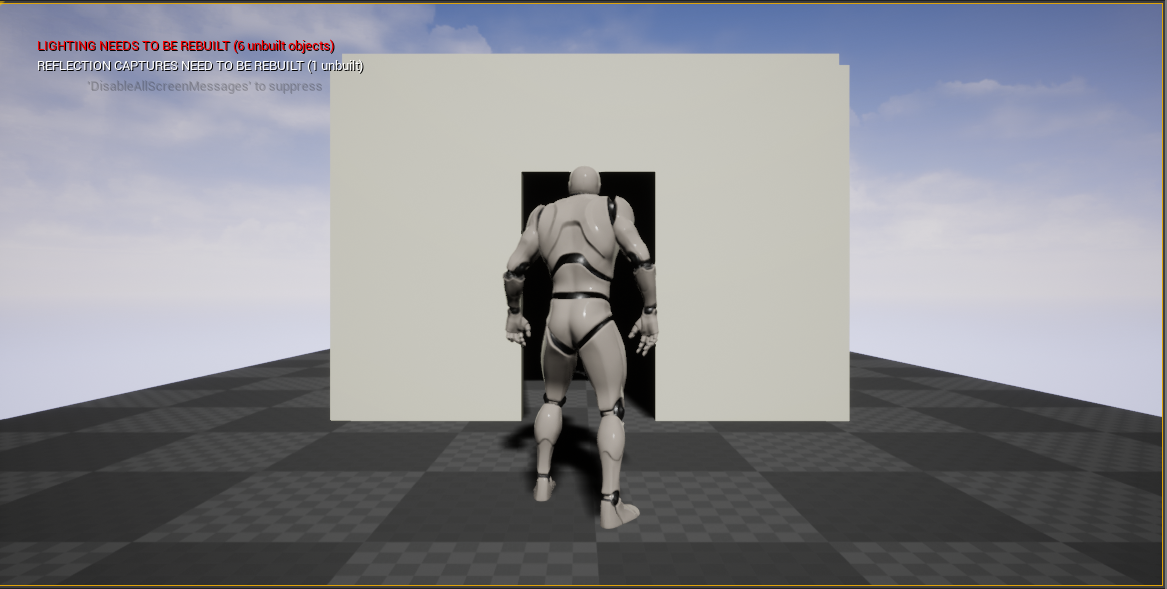 LIGHTING NEEDS TO BE REBUILT (6 unbuilt objects)
REFLECTION CAPTURES NEED TO BE REBUILT (1 unbuilt)
'DisableAllScreenMessages' to suppress